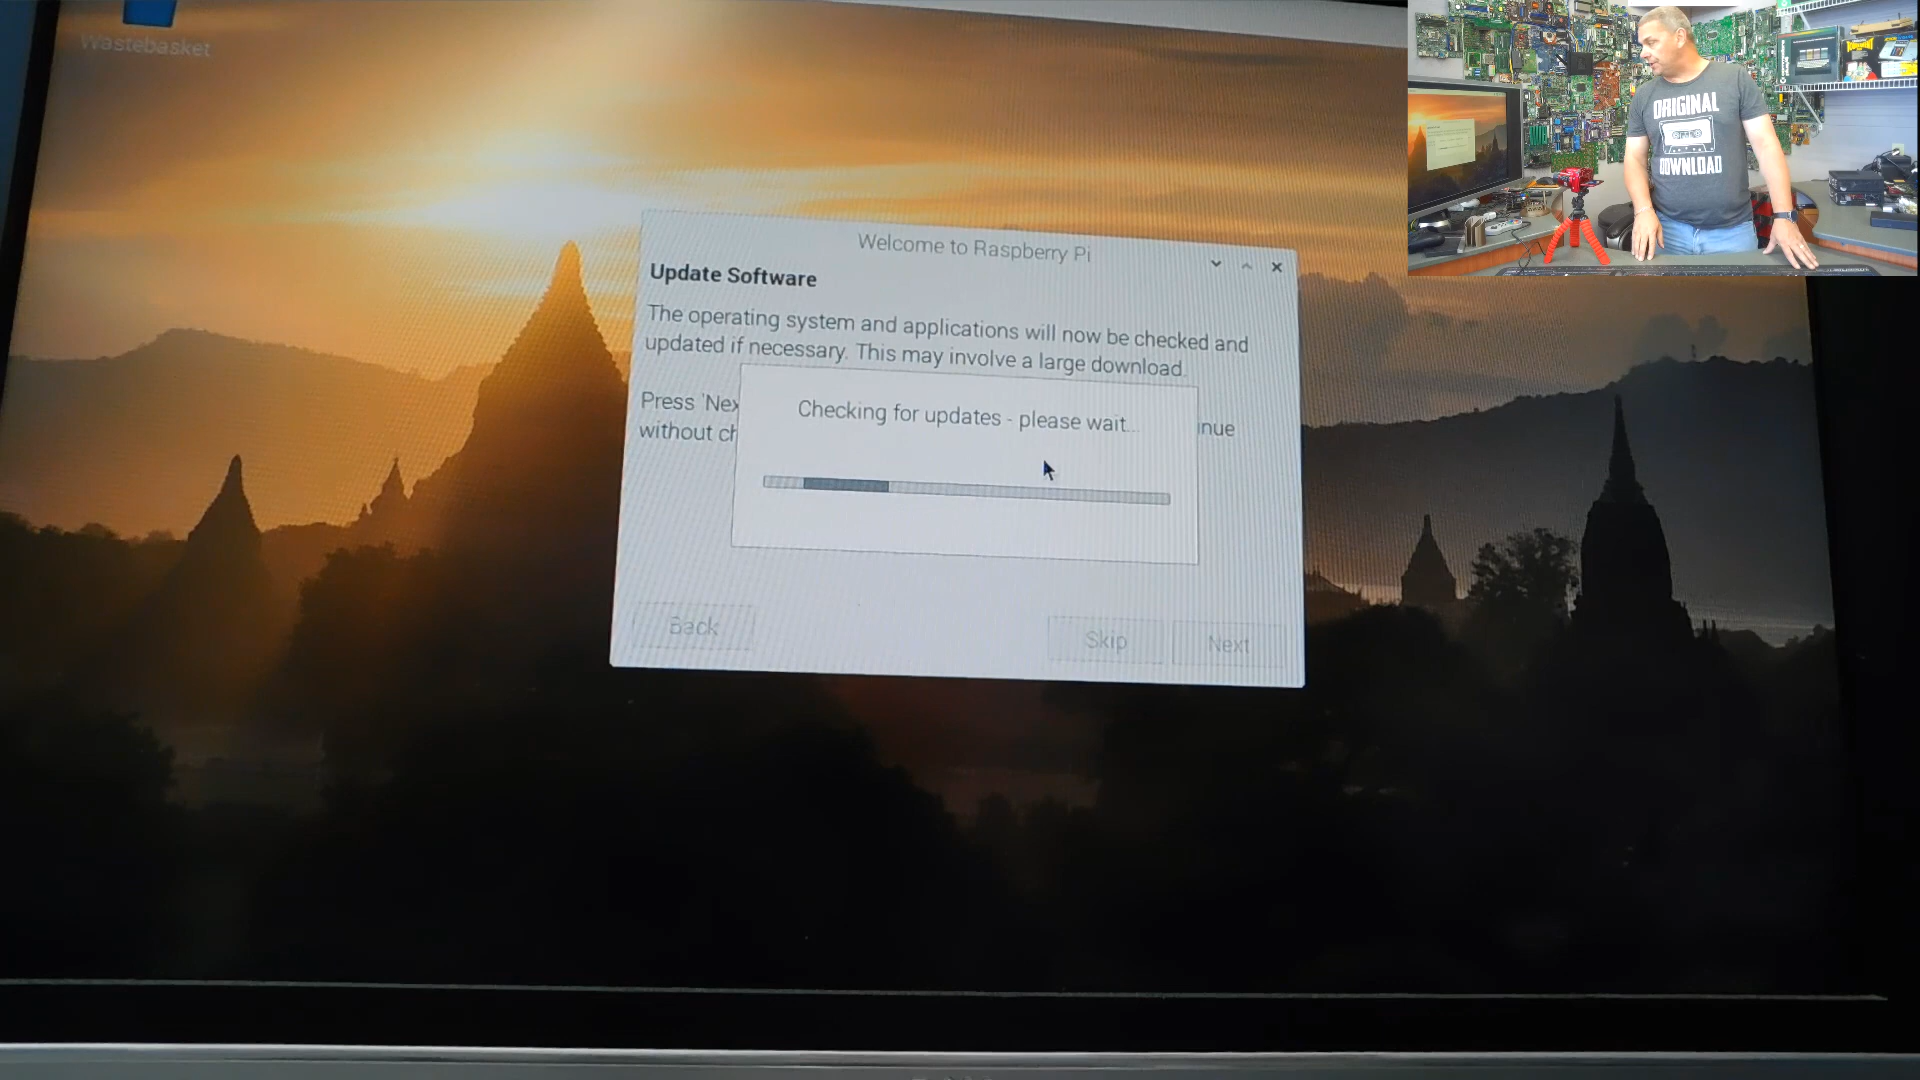 Wastebasket
Welcome to Raspberry Pi
Update Software
The operating system and applications will now be checked and
updated if necessary. This may involve a large download.
Press 'Nex
nue
without ch
Checking for updates - please wait...
Back
Skip
Next
ORIGINAL
DOWNLOAD